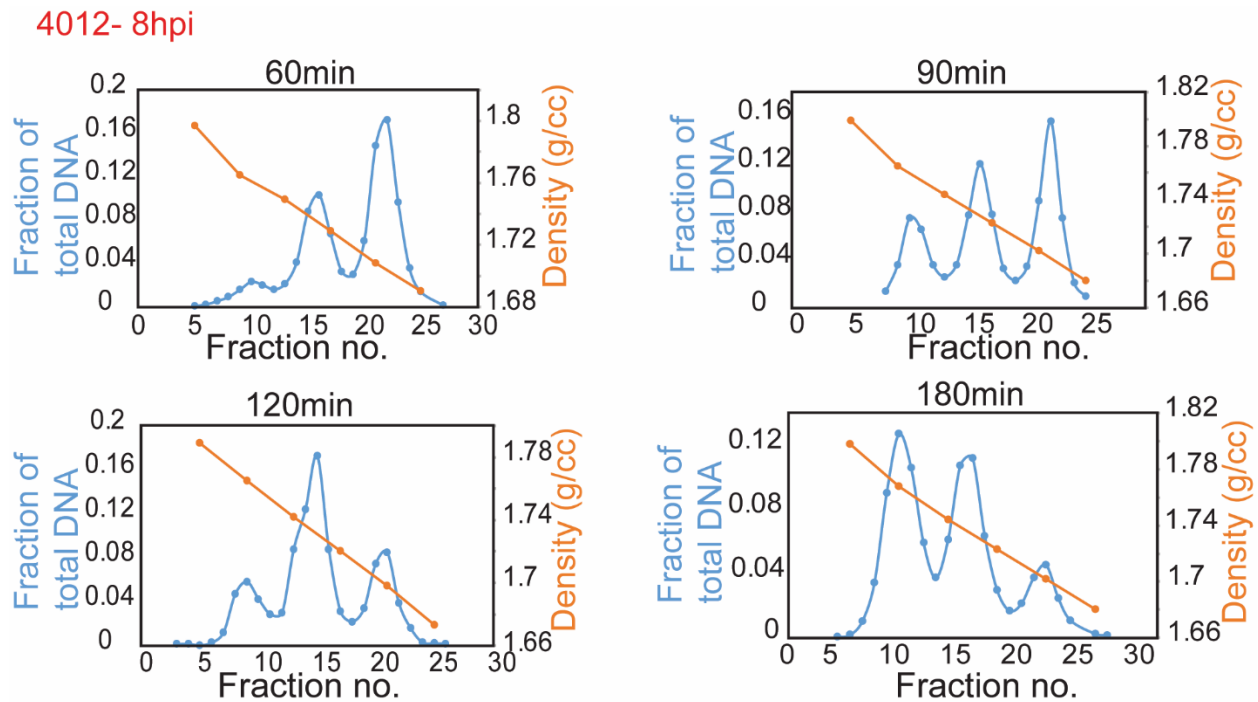 4012- 8hpi
60min
Fraction of
total DNA
0.2
0.16
0.12
0.08
0.04
0
1.8
1.76
1.72
1.68
Density (g/cc)
0 5 10 15 20 25 30
Fraction no.
90min
Fraction of
total DNA
0.16
0.12
0.08
0.04
0
1.82
1.78
1.74
1.7
1.66
Density (g/cc)
0 5 10 15 20 25
Fraction no.
120min
Fraction of
total DNA
0.2
0.16
0.12
0.08
0.04
0
1.78
1.74
1.7
1.66
Density (g/cc)
0 5 10 15 20 25 30
Fraction no.
180min
Fraction of
total DNA
0.12
0.08
0.04
0
1.82
1.78
1.74
1.7
1.66
Density (g/cc)
0 5 10 15 20 25 30
Fraction no.